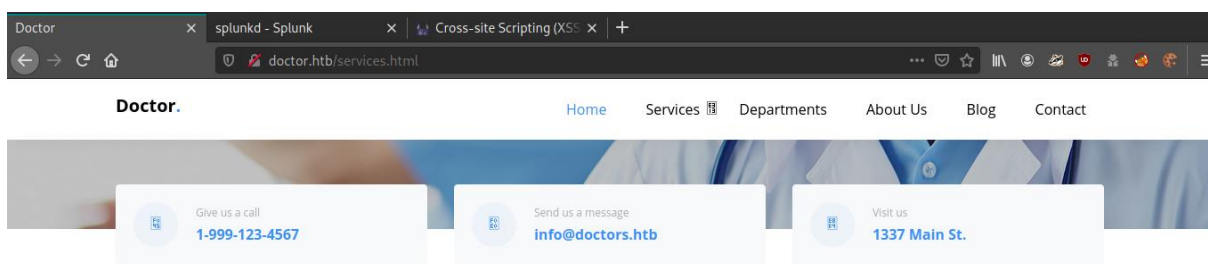 Doctor
splunkd - Splunk
Cross-site Scripting (XSS
doctor.htb/services.html
Doctor.
Home Services Departments About Us Blog Contact
Give us a call
1-999-123-4567
Send us a message
info@doctors.htb
Visit us
1337 Main St.